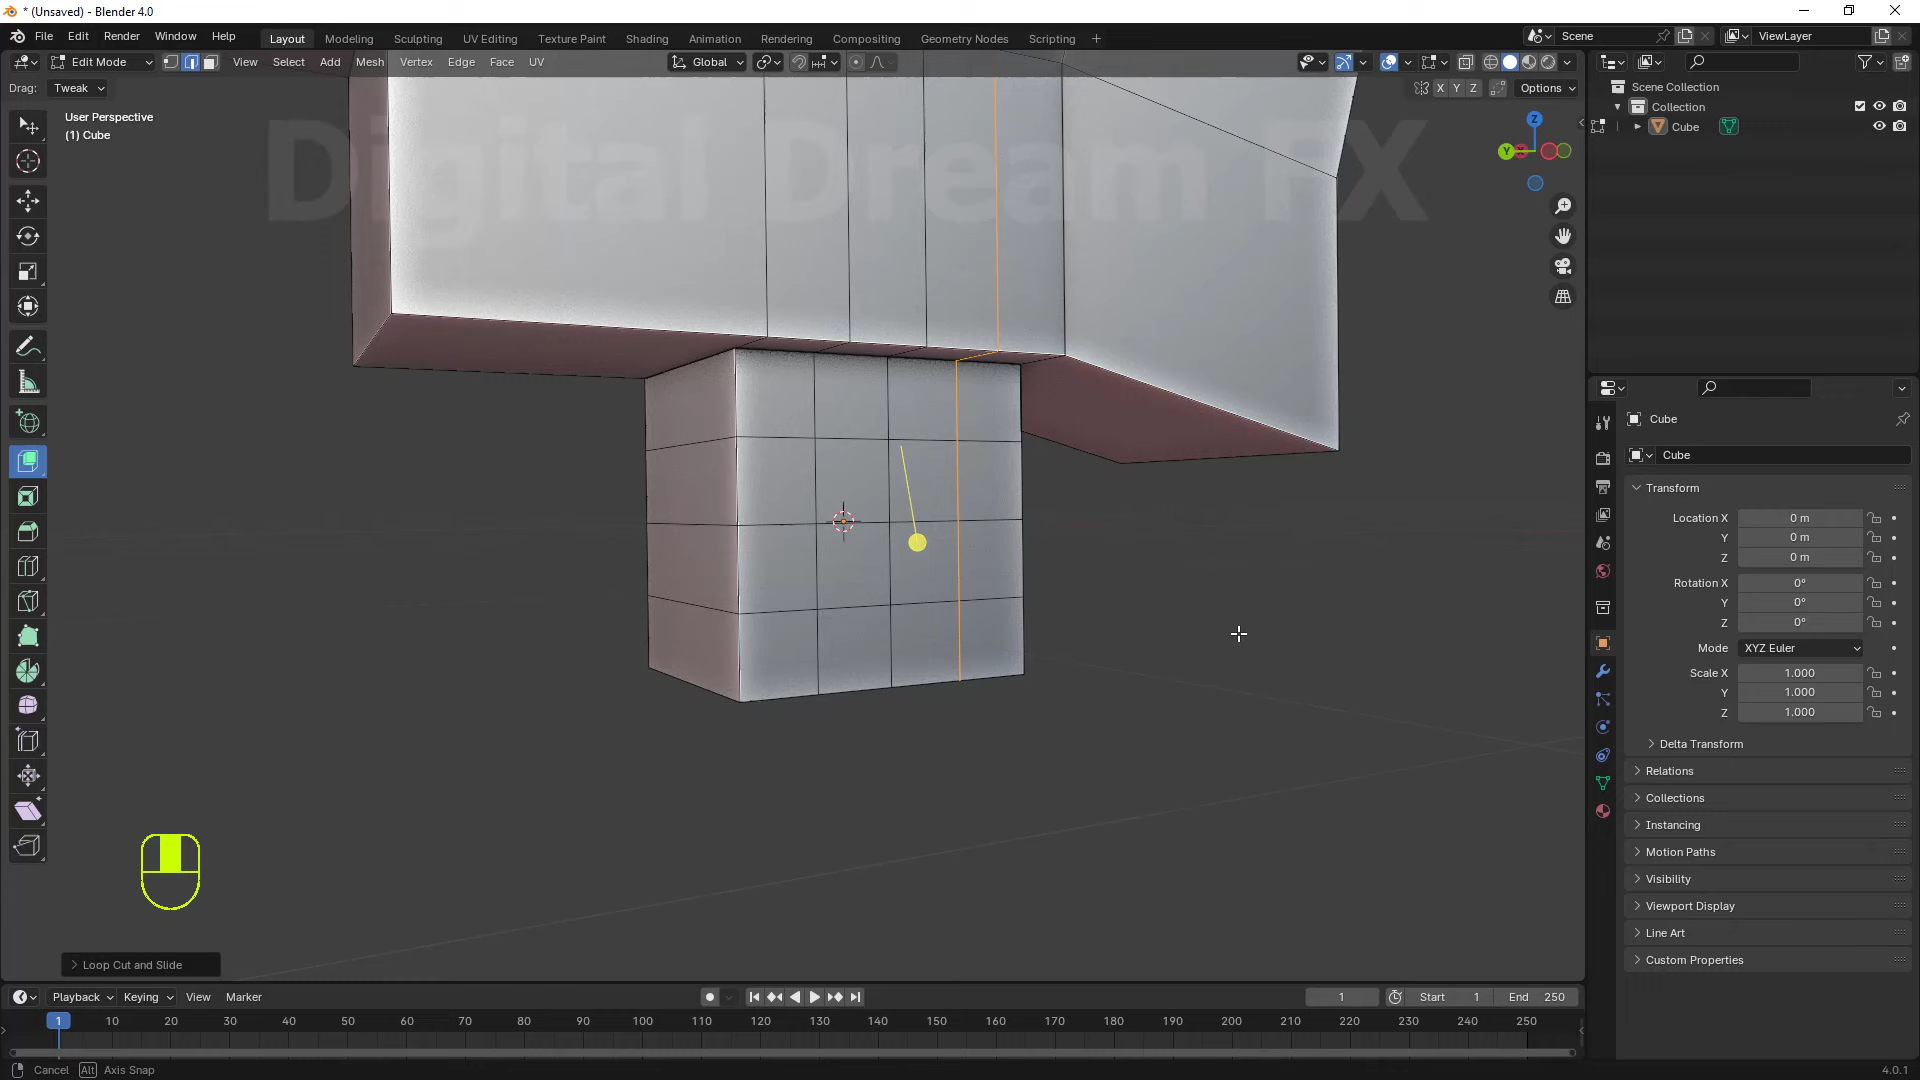 * (Unsaved) - Blender 4.0
File Edit Render Window Help
Layout Modeling Sculpting UV Editing Texture Paint Shading Animation Rendering Compositing Geometry Nodes Scripting +
Scene
ViewLayer
Edit Mode
View Select Add Mesh Vertex Edge Face UV
Global
Drag: Tweak
X Y Z
Options
User Perspective
(1) Cube
Digital Dream FX
Z
Y
X
Loop Cut and Slide
Scene Collection
Collection
Cube
Cube
Cube
Transform
Location X 0 m
Y 0 m
Z 0 m
Rotation X 0°
Y 0°
Z 0°
Mode XYZ Euler
Scale X 1.000
Y 1.000
Z 1.000
Delta Transform
Relations
Collections
Instancing
Motion Paths
Visibility
Viewport Display
Line Art
Custom Properties
Playback Keying View Marker
1
Start 1
End 250
1 10 20 30 40 50 60 70 80 90 100 110 120 130 140 150 160 170 180 190 200 210 220 230 240 250
Cancel Alt Axis Snap
4.0.1